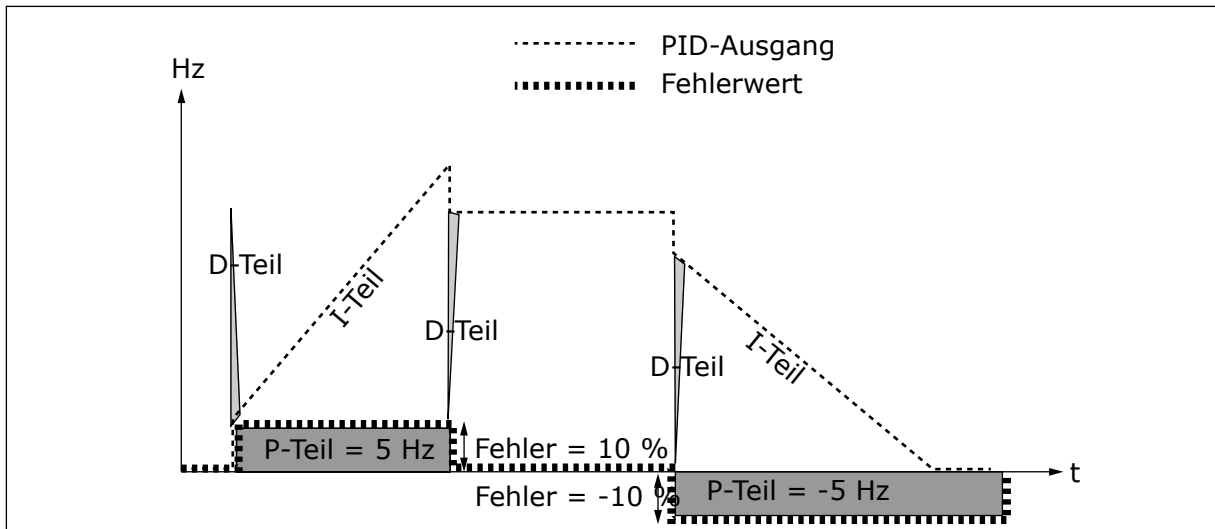 PID-Ausgang
Hz
Fehlerwert
D-Teil
I-Teil
D-Teil
I-Teil
D-Teil
P-Teil = 5 Hz
Fehler = 10 %
t
Fehler = -10 %
P-Teil = -5 Hz